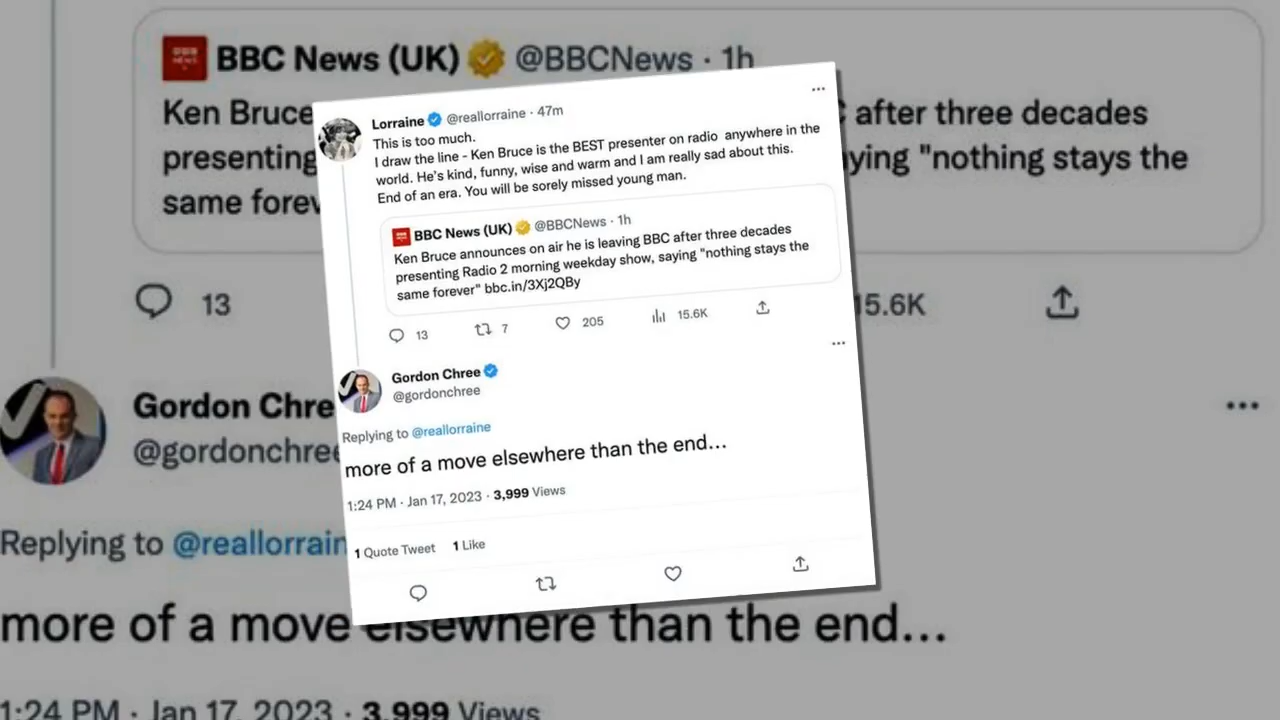 BBC News (UK) @BBCNews · 1h
Ken Bruce after three decades
presenting ying "nothing stays the
same forev
13 15.6K
Gordon Chre
@gordonchree
Replying to @reallorrain
more of a move elsewhere than the end...
1:24 PM · Jan 17, 2023 · 3,999 Views
Lorraine @reallorraine · 47m
This is too much.
I draw the line - Ken Bruce is the BEST presenter on radio anywhere in the
world. He's kind, funny, wise and warm and I am really sad about this.
End of an era. You will be sorely missed young man.
BBC NEWS
BBC News (UK) @BBCNews · 1h
Ken Bruce announces on air he is leaving BBC after three decades
presenting Radio 2 morning weekday show, saying "nothing stays the
same forever" bbc.in/3Xj2QBy
13 7 205 15.6K
Gordon Chree
@gordonchree
Replying to @reallorraine
more of a move elsewhere than the end...
1:24 PM · Jan 17, 2023 · 3,999 Views
1 Quote Tweet 1 Like